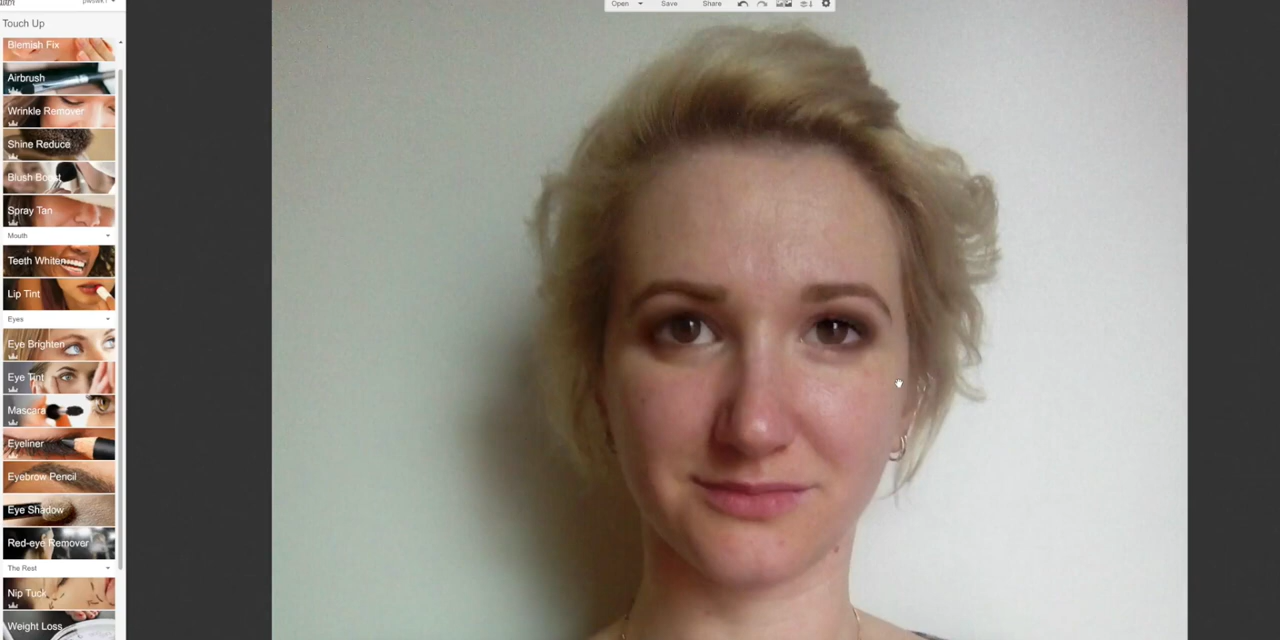 Open Save Share
Touch Up
Blemish Fix
Airbrush
Wrinkle Remover
Shine Reduce
Blush Boost
Spray Tan
Mouth
Teeth Whiten
Lip Tint
Eyes
Eye Brighten
Eye Tint
Mascara
Eyeliner
Eyebrow Pencil
Eye Shadow
Red-eye Remover
The Rest
Nip Tuck
Weight Loss